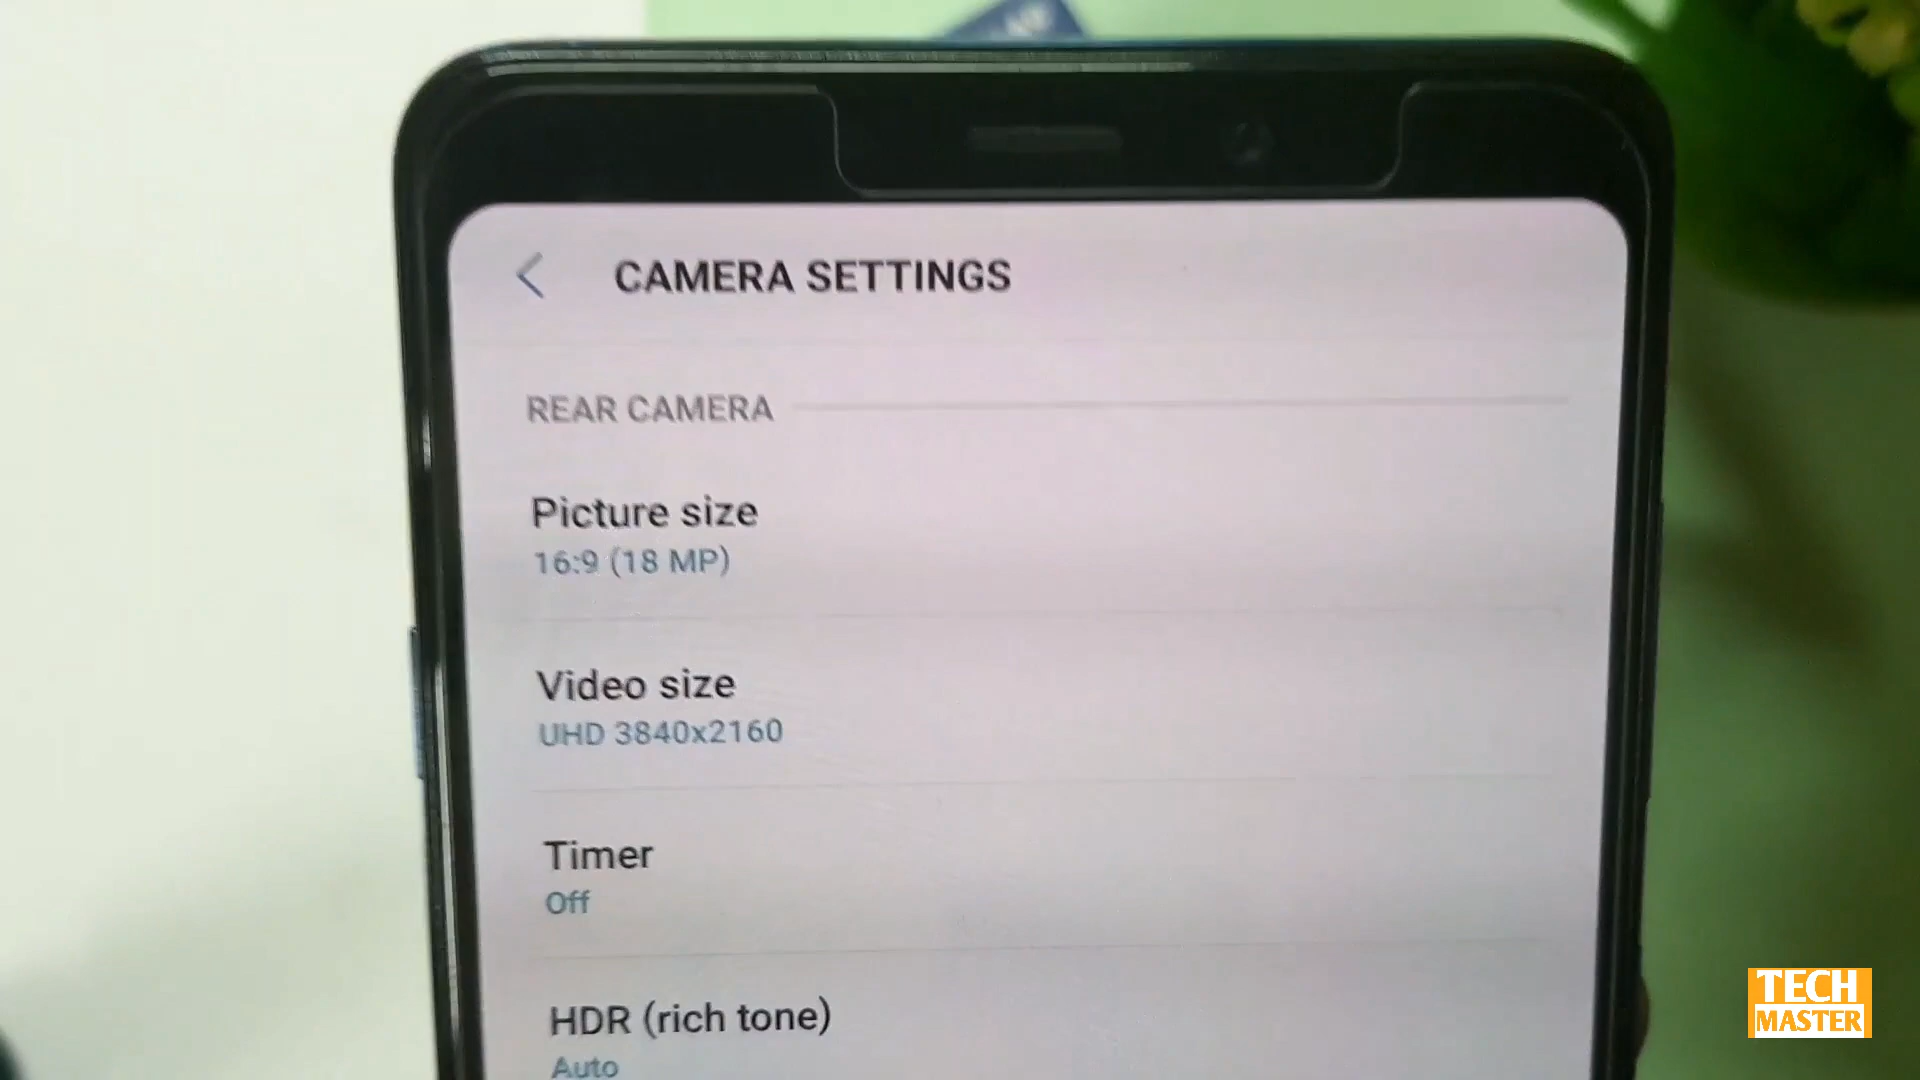 CAMERA SETTINGS
REAR CAMERA
Picture size
16:9 (18 MP)
Video size
UHD 3840x2160
Timer
Off
HDR (rich tone)
Auto
TECH
MASTER